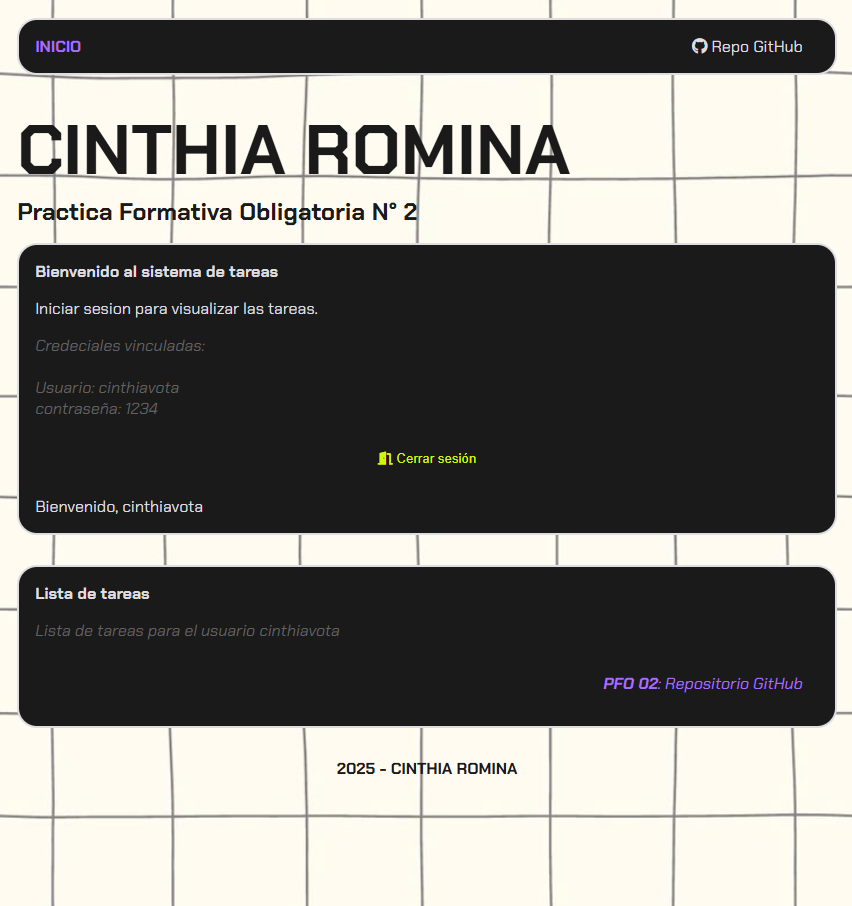 INICIO
Repo GitHub
CINTHIA ROMINA
Practica Formativa Obligatoria N° 2
Bienvenido al sistema de tareas
Iniciar sesion para visualizar las tareas.
Credeciales vinculadas:
Usuario: cinthiavota
contraseña: 1234
Cerrar sesión
Bienvenido, cinthiavota
Lista de tareas
Lista de tareas para el usuario cinthiavota
PFO 02: Repositorio GitHub
2025 - CINTHIA ROMINA